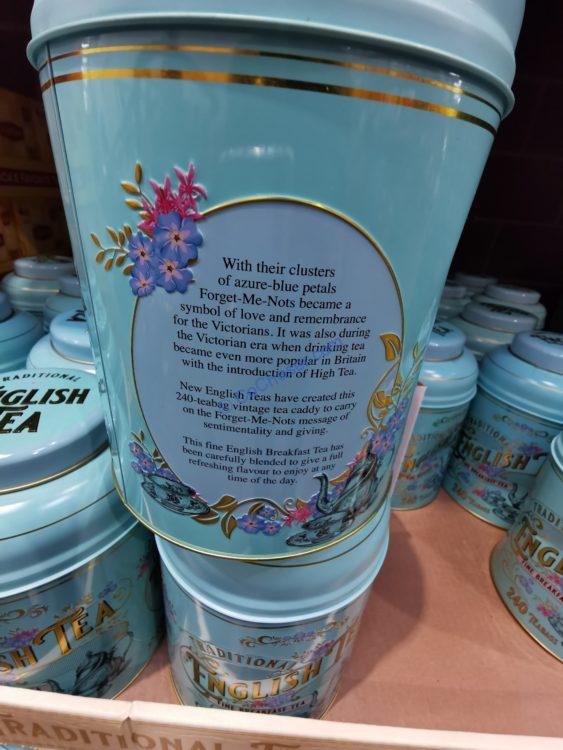 With their clusters
of azure-blue petals
Forget-Me-Nots became a
symbol of love and remembrance
for the Victorians. It was also during
the Victorian era when drinking tea
became even more popular in Britain
with the introduction of High Tea.
New English Teas have created this
240-teabag vintage tea caddy to carry
on the Forget-Me-Nots message of
sentimentality and giving.
This fine English Breakfast Tea has
been carefully blended to give a full
refreshing flavour to enjoy at any
time of the day.
TRADITIONAL
ENGLISH
TEA
ENGLISH
TRADITIONAL
ENGLISH
FINE BREAKFAST
240 TEABAGS
ISH TEA
TRADITIONAL
ENGLISH TEA
FINE BREAKFAST TEA
TRADITIONAL